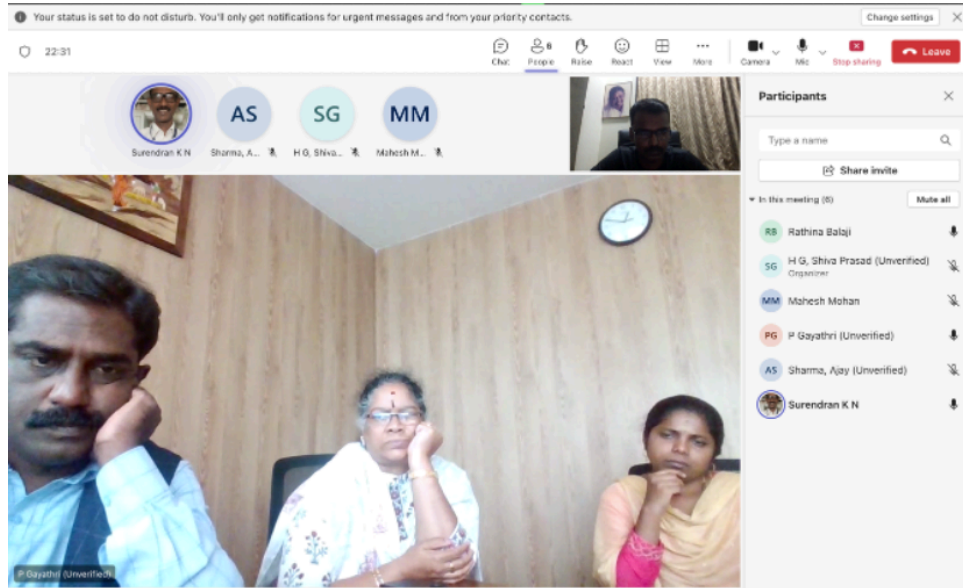 Your status is set to do not disturb. You'll only get notifications for urgent messages and from your priority contacts.
Change settings
22:31
Chat
People
6
Raise
React
View
More
Camera
Mic
Stop sharing
Leave
AS
SG
MM
Surendran K N
Sharma, A...
H G, Shiva...
Mahesh M...
P Gayathri (Unverified)
Participants
Type a name
Share invite
In this meeting (6)
Mute all
RB
Rathina Balaji
SG
H G, Shiva Prasad (Unverified)
Organizer
MM
Mahesh Mohan
PG
P Gayathri (Unverified)
AS
Sharma, Ajay (Unverified)
Surendran K N